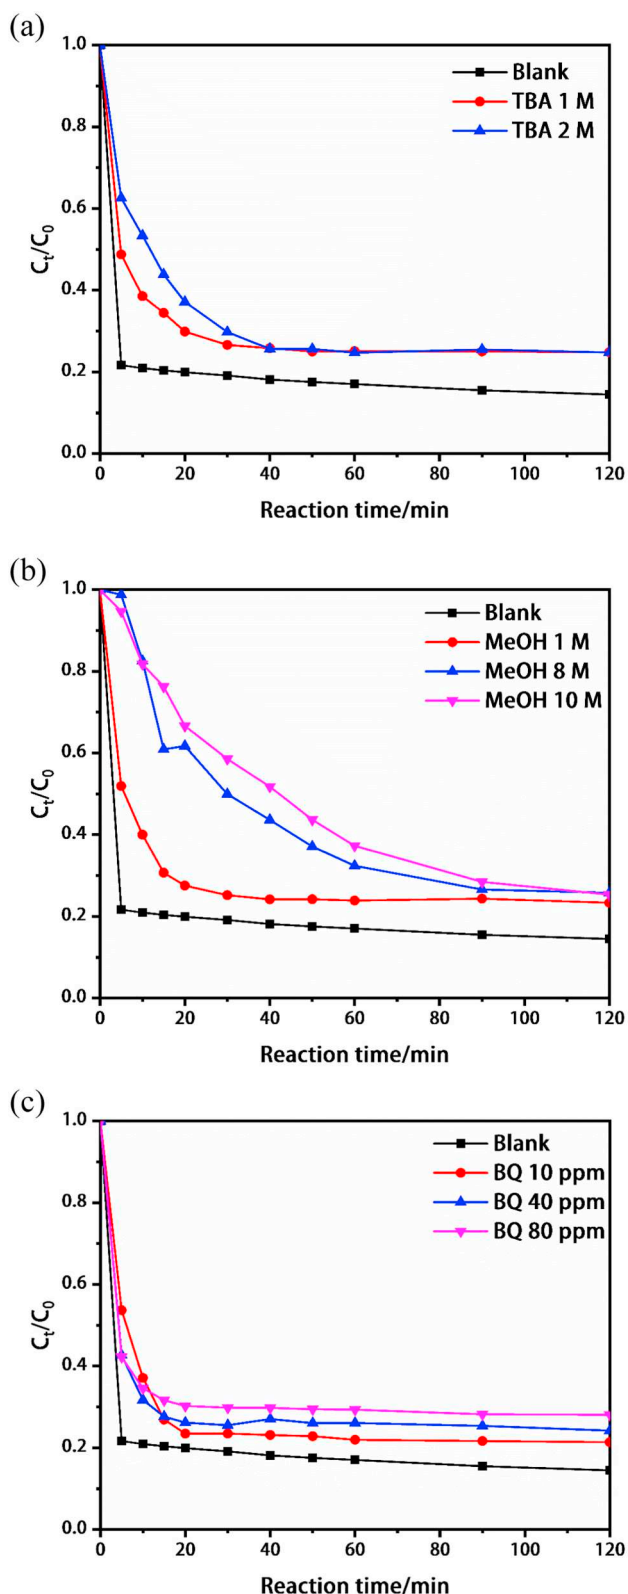 (a)
1.0
0.8
0.6
0.4
0.2
0.0
Ct/C0
Blank
TBA 1 M
TBA 2 M
0 20 40 60 80 100 120
Reaction time/min
(b)
1.0
0.8
0.6
0.4
0.2
0.0
Ct/C0
Blank
MeOH 1 M
MeOH 8 M
MeOH 10 M
0 20 40 60 80 100 120
Reaction time/min
(c)
1.0
0.8
0.6
0.4
0.2
0.0
Ct/C0
Blank
BQ 10 ppm
BQ 40 ppm
BQ 80 ppm
0 20 40 60 80 100 120
Reaction time/min